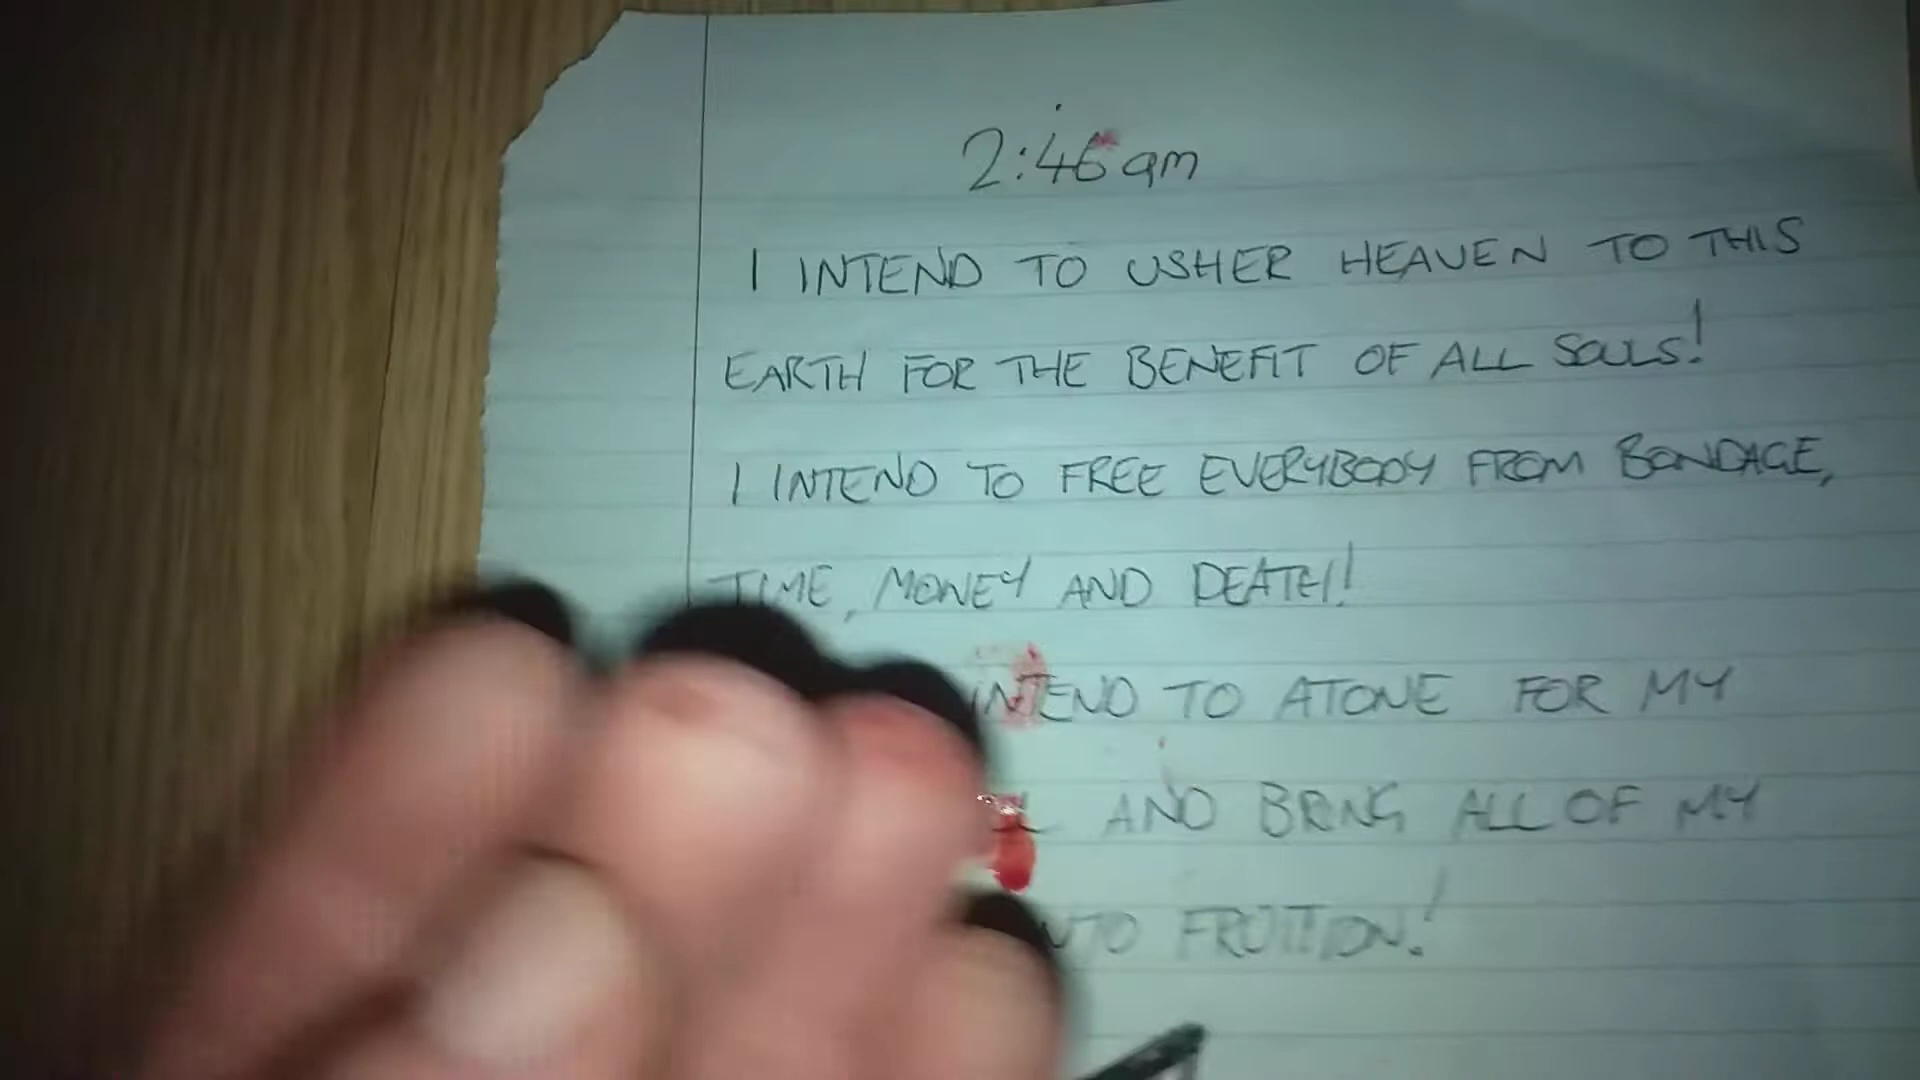 2:46am
I INTEND TO USHER HEAVEN TO THIS
EARTH FOR THE BENEFIT OF ALL SOULS!
I INTEND TO FREE EVERYBODY FROM BONDAGE,
TIME, MONEY AND DEATH!
INTEND TO ATONE FOR MY
AND BRING ALL OF MY
FRUITION!